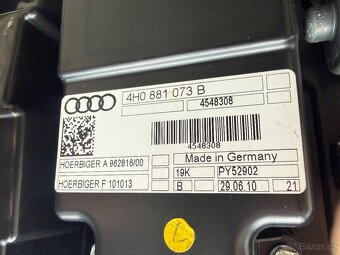 4H0 881 073 B
4548308
4548308
HOERBIGER A 962816/00
Made in Germany
19K PY52902
HOERBIGER F 101013
B 29.06.10 21